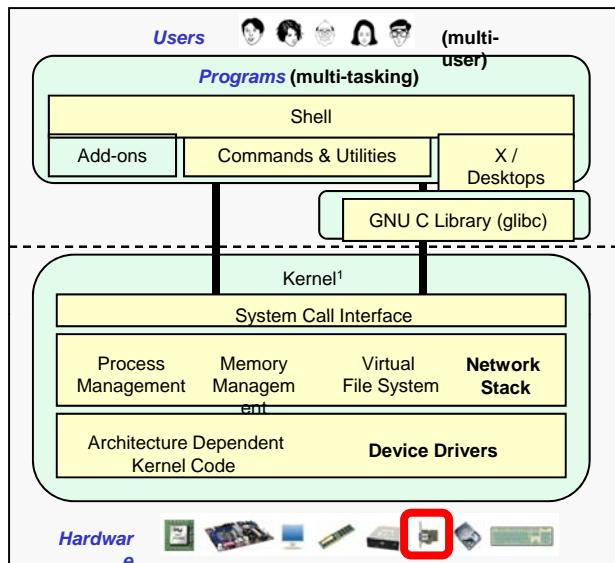 Users
(multi-
user)
Programs (multi-tasking)
Shell
Add-ons
Commands & Utilities
X /
Desktops
GNU C Library (glibc)
Kernel¹
System Call Interface
Process
Management
Memory
Managem
ent
Virtual
File System
Network
Stack
Architecture Dependent
Kernel Code
Device Drivers
Hardwar
e